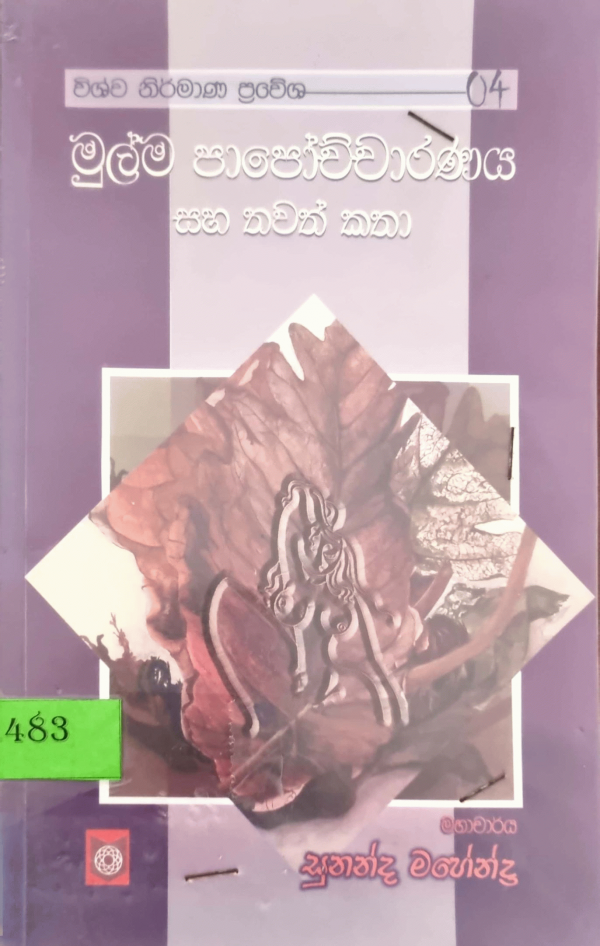 විශ්ව නිර්මාණ ප්‍රවේශ 04
මුල්ම පාපෝච්චාරණය
සහ තවත් කතා
483
මහාචාර්ය
සුනන්ද මහේන්ද්‍ර